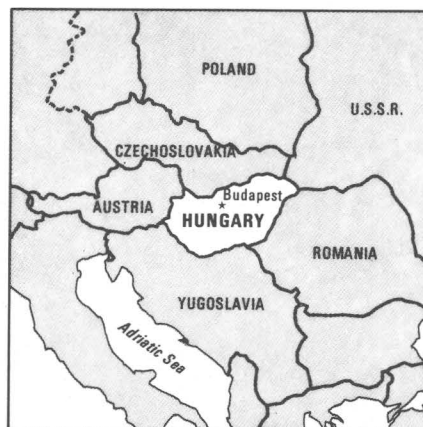 POLAND
U.S.S.R.
CZECHOSLOVAKIA
Budapest
AUSTRIA
HUNGARY
ROMANIA
YUGOSLAVIA
Adriatic Sea